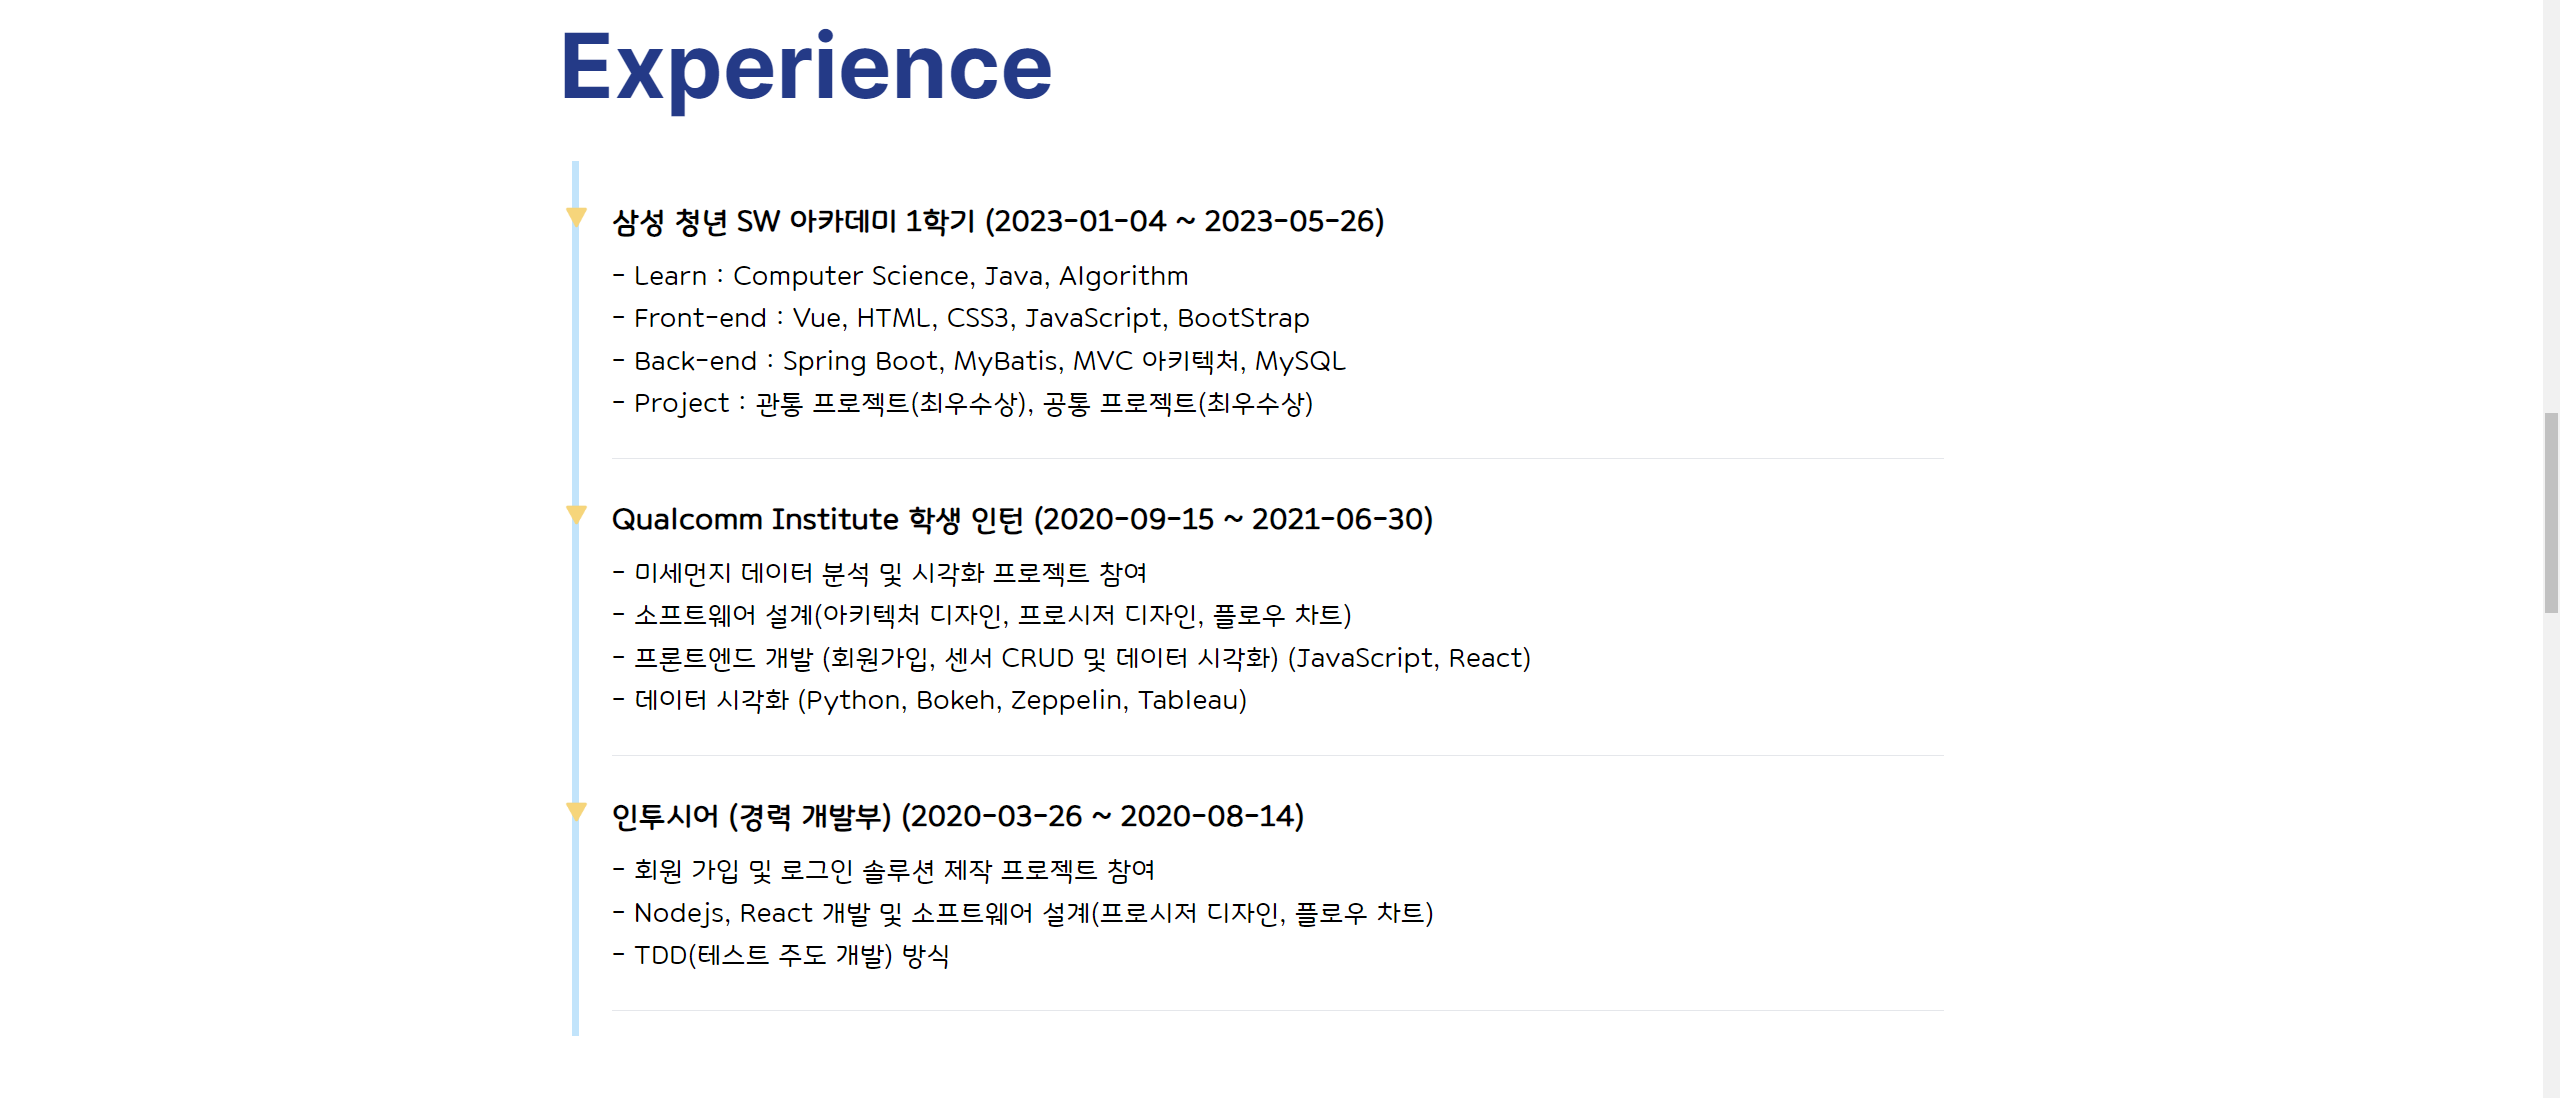 Experience
삼성 청년 SW 아카데미 1학기 (2023-01-04 ~ 2023-05-26)
- Learn : Computer Science, Java, Algorithm
- Front-end : Vue, HTML, CSS3, JavaScript, BootStrap
- Back-end : Spring Boot, MyBatis, MVC 아키텍처, MySQL
- Project : 관통 프로젝트(최우수상), 공통 프로젝트(최우수상)
Qualcomm Institute 학생 인턴 (2020-09-15 ~ 2021-06-30)
- 미세먼지 데이터 분석 및 시각화 프로젝트 참여
- 소프트웨어 설계(아키텍처 디자인, 프로시저 디자인, 플로우 차트)
- 프론트엔드 개발 (회원가입, 센서 CRUD 및 데이터 시각화) (JavaScript, React)
- 데이터 시각화 (Python, Bokeh, Zeppelin, Tableau)
인투시어 (경력 개발부) (2020-03-26 ~ 2020-08-14)
- 회원 가입 및 로그인 솔루션 제작 프로젝트 참여
- Nodejs, React 개발 및 소프트웨어 설계(프로시저 디자인, 플로우 차트)
- TDD(테스트 주도 개발) 방식